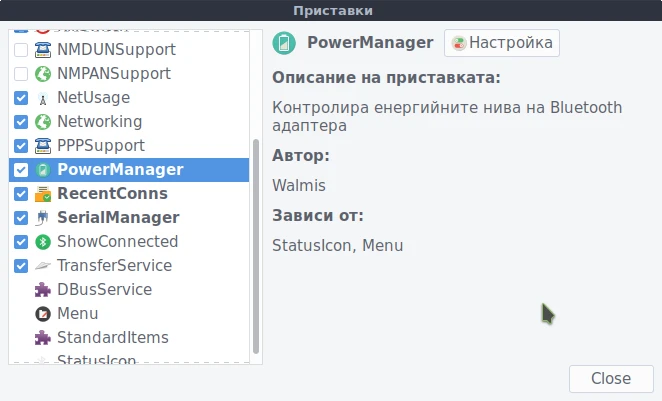 Приставки
NMDUNSupport
NMPANSupport
NetUsage
Networking
PPPSupport
PowerManager
RecentConns
SerialManager
ShowConnected
TransferService
DBusService
Menu
StandardItems
StatusIcon
PowerManager
Настройка
Описание на приставката:
Контролира енергийните нива на Bluetooth
адаптера
Автор:
Walmis
Зависи от:
StatusIcon, Menu
Close